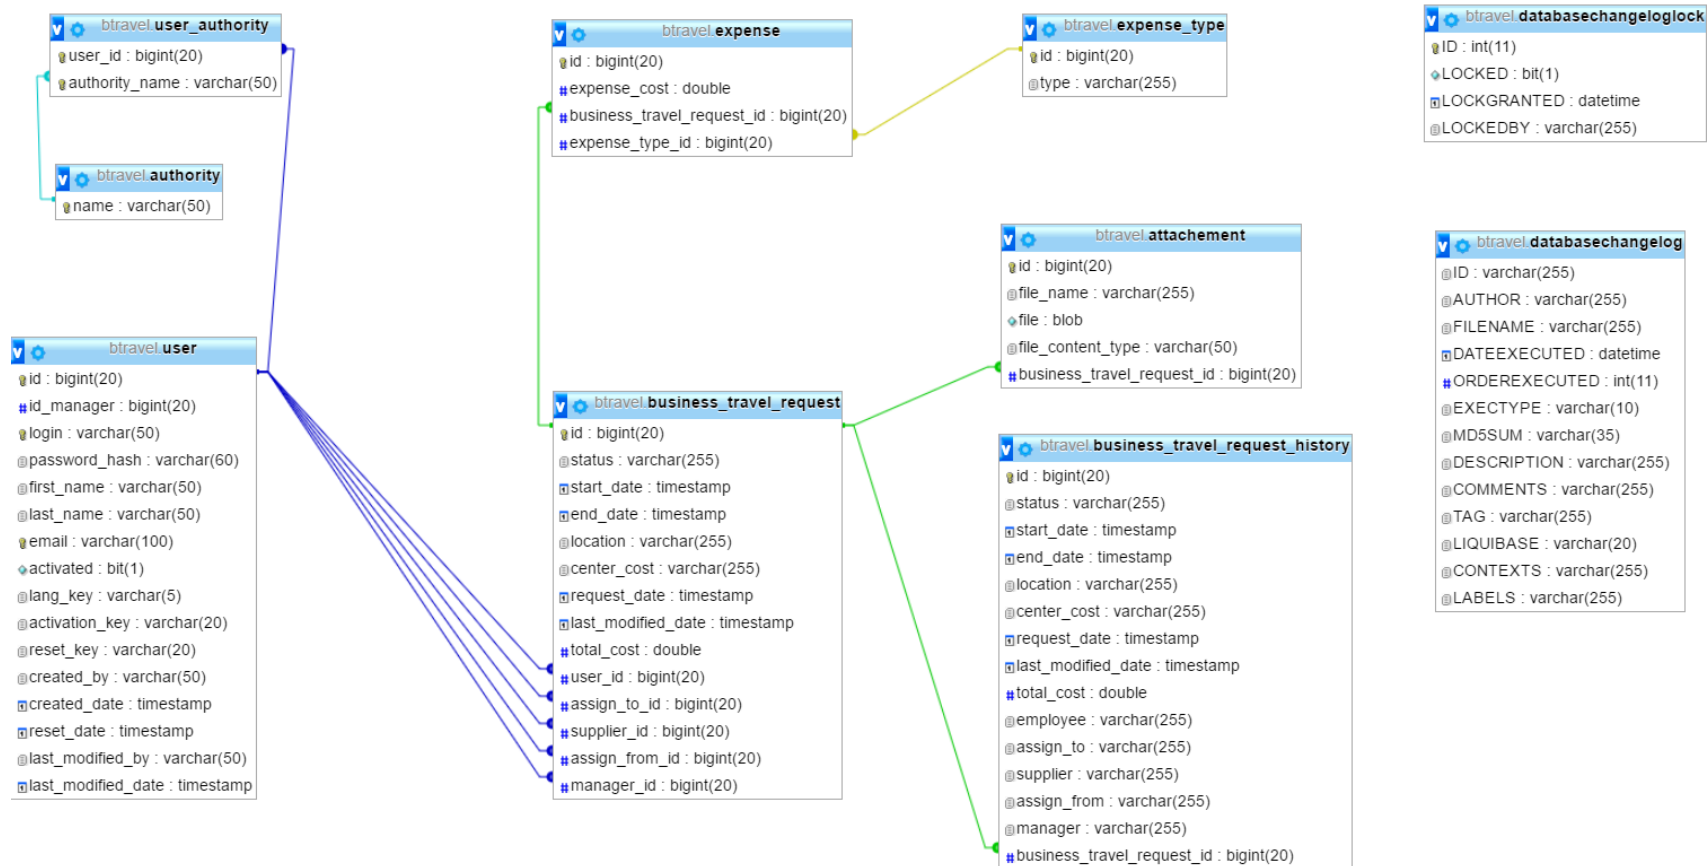 btravel.user_authority
user_id : bigint(20)
authority_name : varchar(50)
btravel.authority
name : varchar(50)
btravel.user
id : bigint(20)
id_manager : bigint(20)
login : varchar(50)
password_hash : varchar(60)
first_name : varchar(50)
last_name : varchar(50)
email : varchar(100)
activated : bit(1)
lang_key : varchar(5)
activation_key : varchar(20)
reset_key : varchar(20)
created_by : varchar(50)
created_date : timestamp
reset_date : timestamp
last_modified_by : varchar(50)
last_modified_date : timestamp
btravel.expense
id : bigint(20)
expense_cost : double
business_travel_request_id : bigint(20)
expense_type_id : bigint(20)
btravel.business_travel_request
id : bigint(20)
status : varchar(255)
start_date : timestamp
end_date : timestamp
location : varchar(255)
center_cost : varchar(255)
request_date : timestamp
last_modified_date : timestamp
total_cost : double
user_id : bigint(20)
assign_to_id : bigint(20)
supplier_id : bigint(20)
assign_from_id : bigint(20)
manager_id : bigint(20)
btravel.expense_type
id : bigint(20)
type : varchar(255)
btravel.attachement
id : bigint(20)
file_name : varchar(255)
file : blob
file_content_type : varchar(50)
business_travel_request_id : bigint(20)
btravel.business_travel_request_history
id : bigint(20)
status : varchar(255)
start_date : timestamp
end_date : timestamp
location : varchar(255)
center_cost : varchar(255)
request_date : timestamp
last_modified_date : timestamp
total_cost : double
employee : varchar(255)
assign_to : varchar(255)
supplier : varchar(255)
assign_from : varchar(255)
manager : varchar(255)
business_travel_request_id : bigint(20)
btravel.databasechangeloglock
ID : int(11)
LOCKED : bit(1)
LOCKGRANTED : datetime
LOCKEDBY : varchar(255)
btravel.databasechangelog
ID : varchar(255)
AUTHOR : varchar(255)
FILENAME : varchar(255)
DATEEXECUTED : datetime
ORDEREXECUTED : int(11)
EXECTYPE : varchar(10)
MD5SUM : varchar(35)
DESCRIPTION : varchar(255)
COMMENTS : varchar(255)
TAG : varchar(255)
LIQUIBASE : varchar(20)
CONTEXTS : varchar(255)
LABELS : varchar(255)